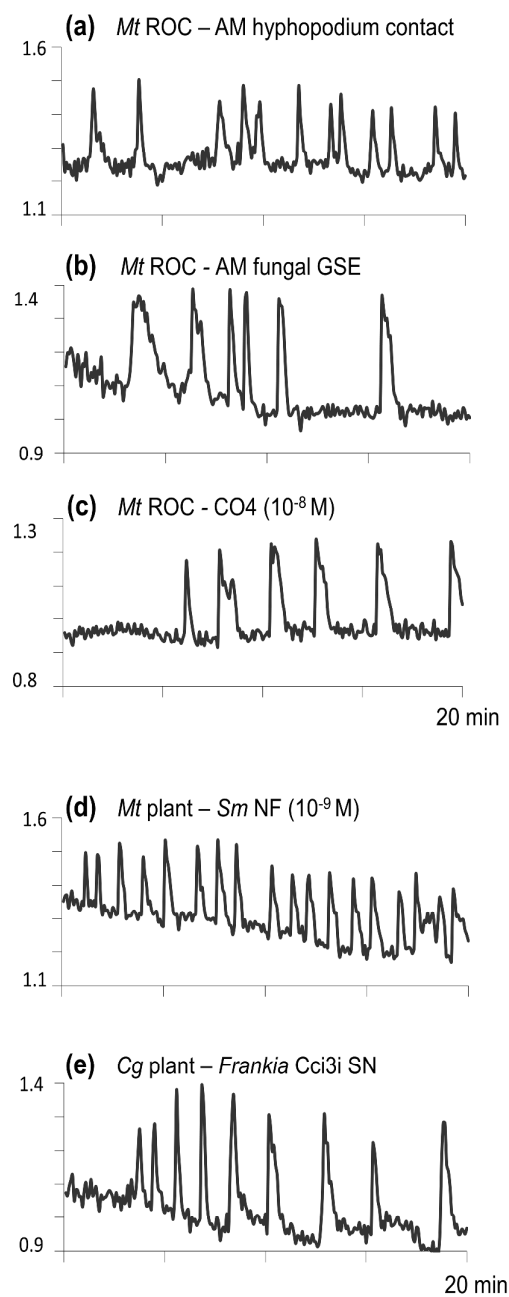 (a) Mt ROC – AM hyphopodium contact
1.6
1.1
(b) Mt ROC - AM fungal GSE
1.4
0.9
(c) Mt ROC - CO4 (10⁻⁸ M)
1.3
0.8
20 min
(d) Mt plant – Sm NF (10⁻⁹ M)
1.6
1.1
(e) Cg plant – Frankia Cci3i SN
1.4
0.9
20 min